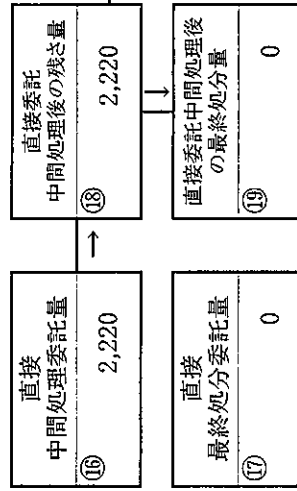 直接
中間処理委託量
⑯ 2,220
→
直接委託
中間処理後の残さ量
⑱ 2,220
↓
直接
最終処分委託量
⑰ 0
直接委託中間処理後
の最終処分量
⑲ 0